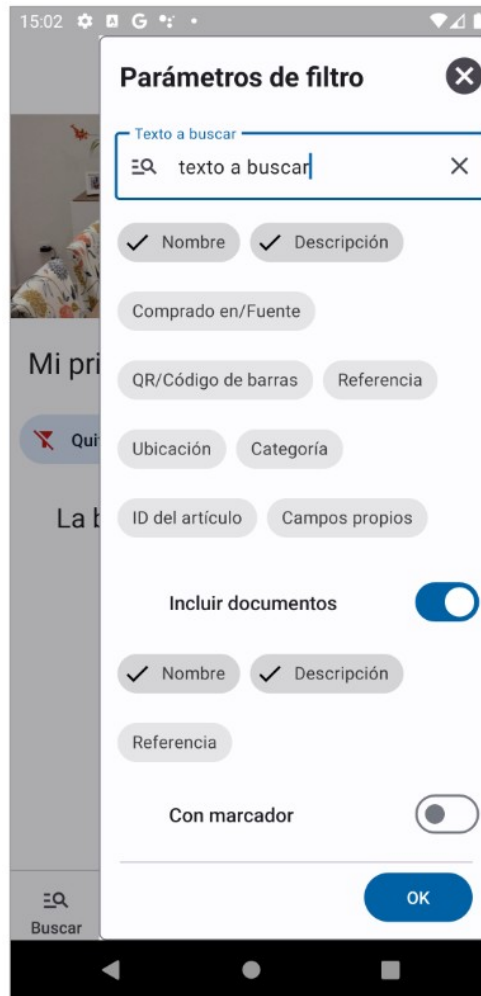 15:02
Parámetros de filtro
Texto a buscar
texto a buscar
Nombre Descripción
Comprado en/Fuente
Mi pri
QR/Código de barras Referencia
Qui
Ubicación Categoría
La b
ID del artículo Campos propios
Incluir documentos
Nombre Descripción
Referencia
Con marcador
OK
Buscar